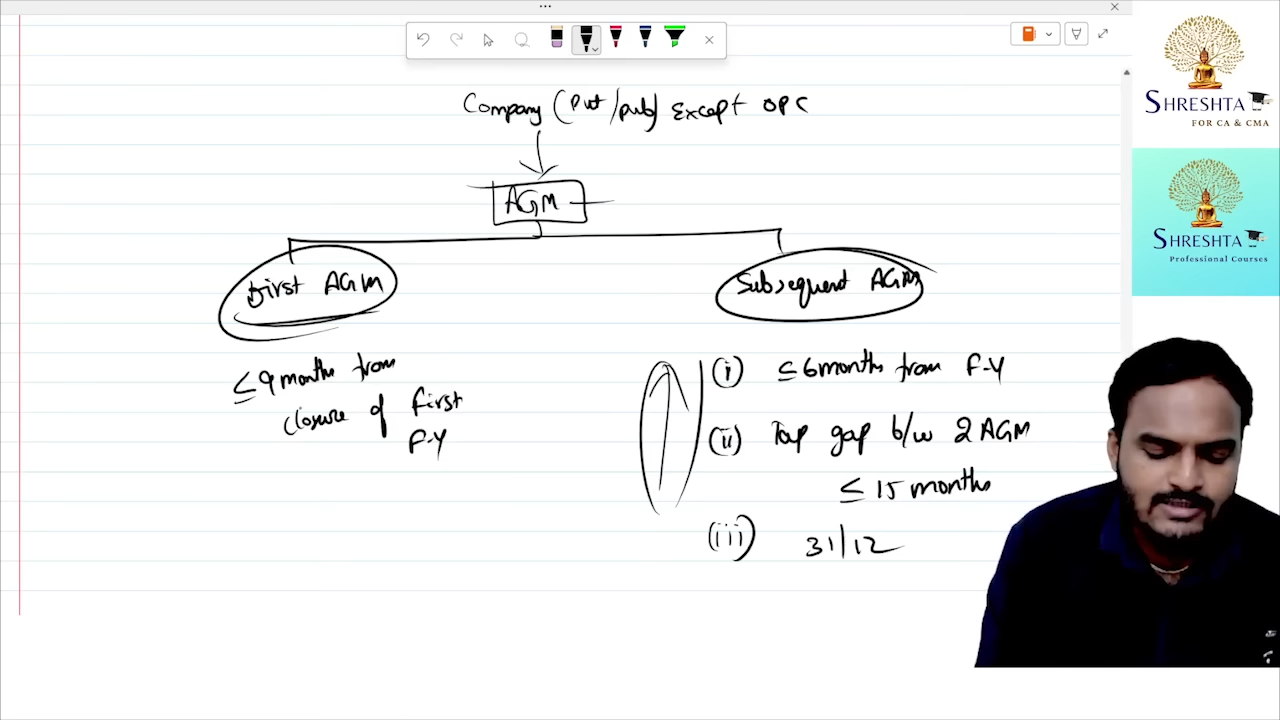 Company (pvt/pub) Except OPC
AGM
First AGM
Subsequent AGM
≤ 9 months from
closure of first
F-Y
(i) ≤ 6 months from F-Y
(ii) gap b/w 2 AGM
≤ 15 months
(iii) 31/12
SHRESHTA
FOR CA & CMA
SHRESHTA
Professional Courses